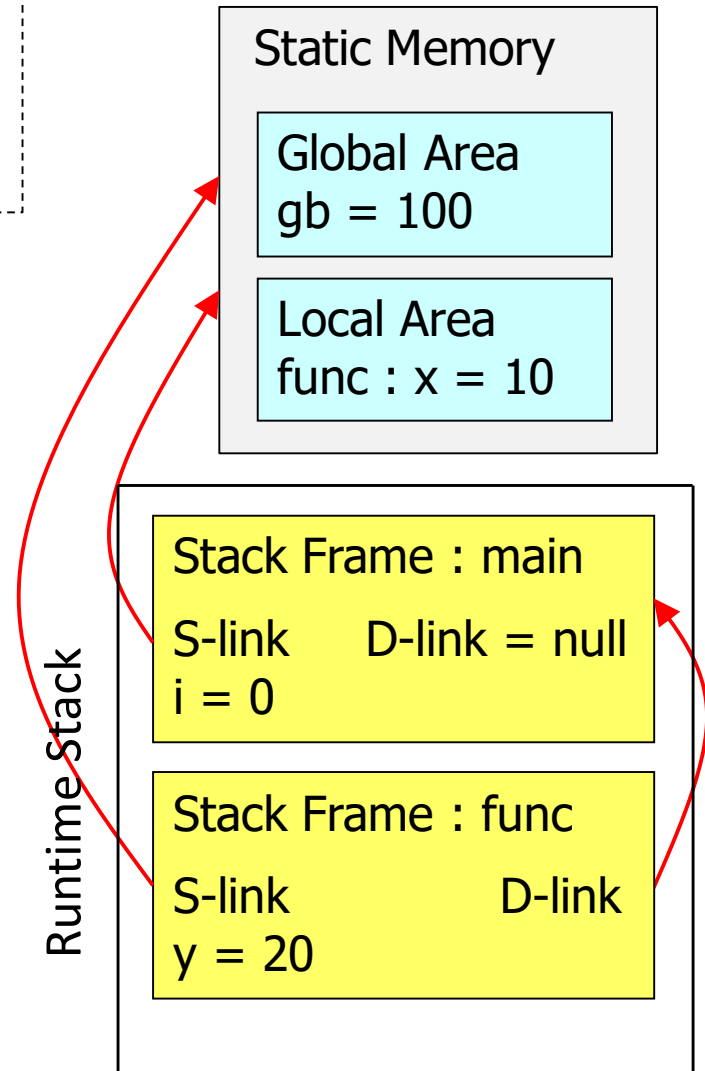 Static Memory
Global Area
gb = 100
Local Area
func : x = 10
Runtime Stack
Stack Frame : main
S-link D-link = null
i = 0
Stack Frame : func
S-link D-link
y = 20